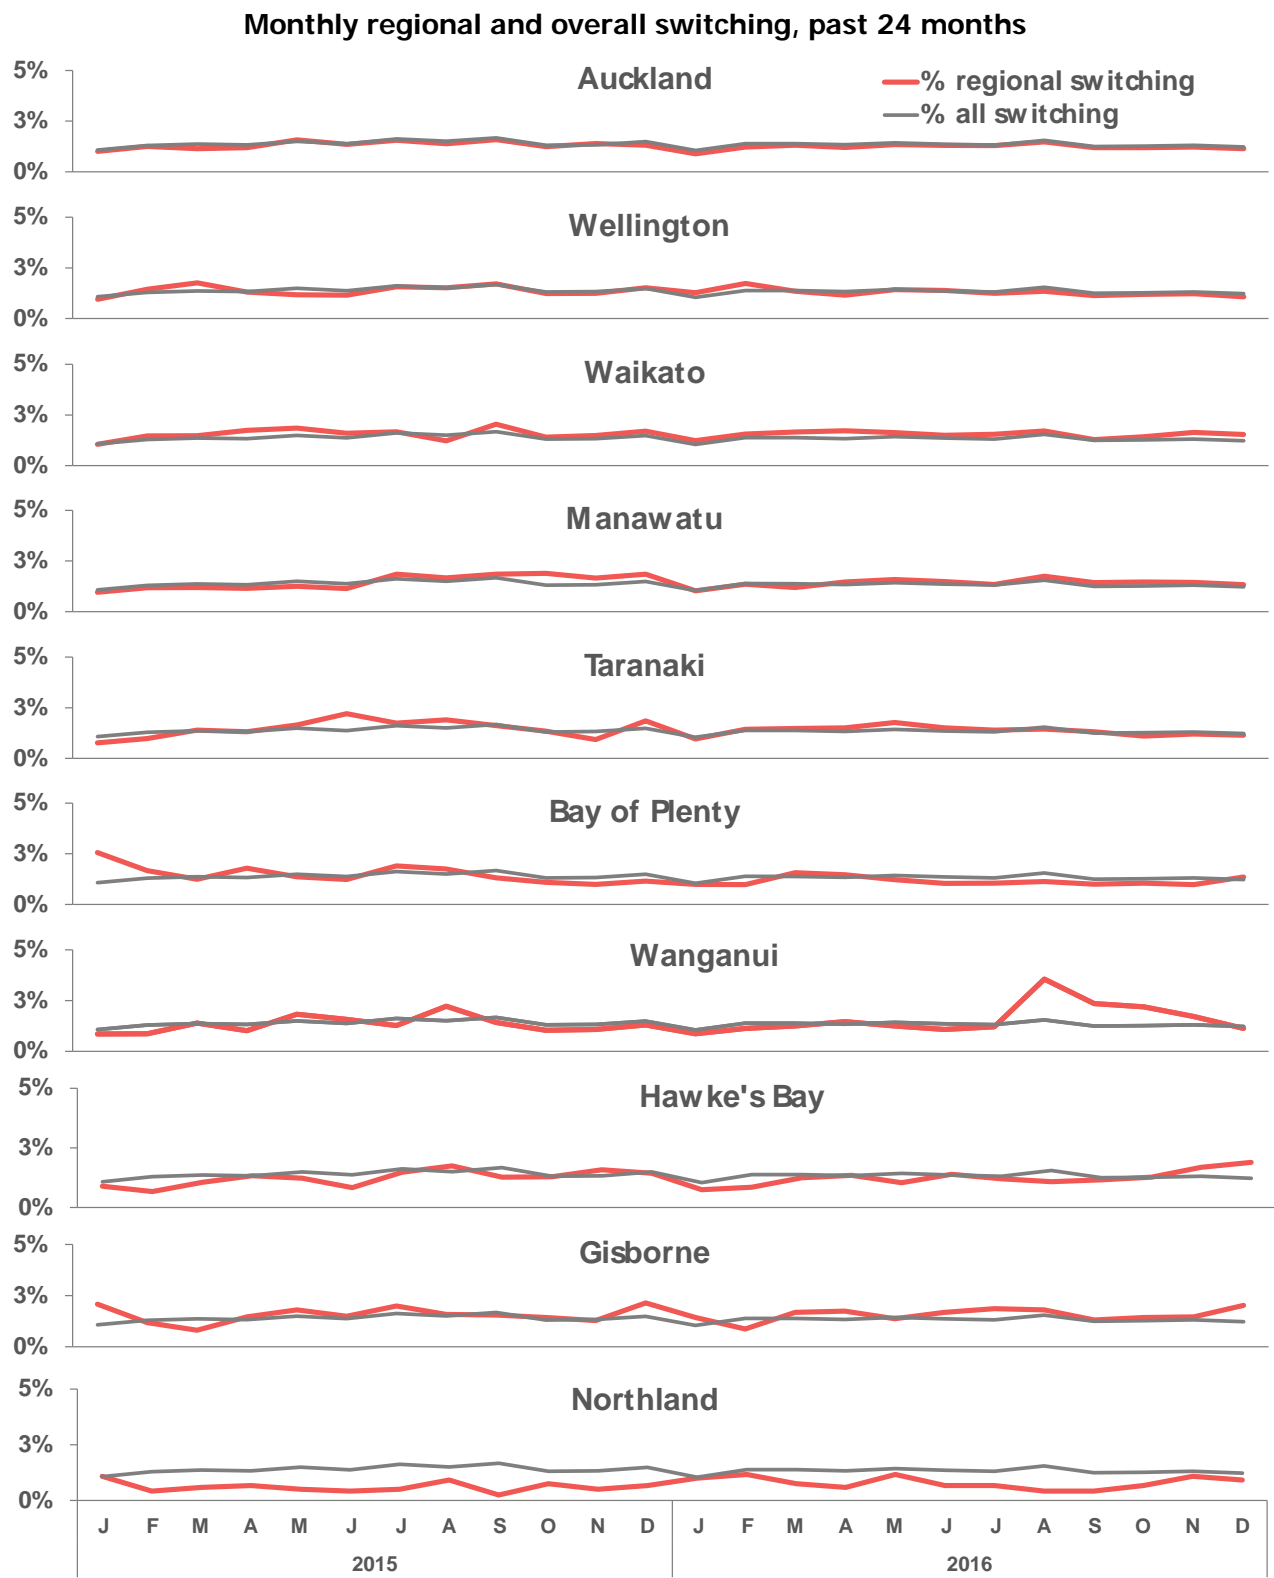 Monthly regional and overall switching, past 24 months
5%
3%
0%
Auckland
% regional switching
% all switching
5%
3%
0%
Wellington
5%
3%
0%
Waikato
5%
3%
0%
Manawatu
5%
3%
0%
Taranaki
5%
3%
0%
Bay of Plenty
5%
3%
0%
Wanganui
5%
3%
0%
Hawke's Bay
5%
3%
0%
Gisborne
5%
3%
0%
Northland
J F M A M J J A S O N D J F M A M J J A S O N D
2015 2016